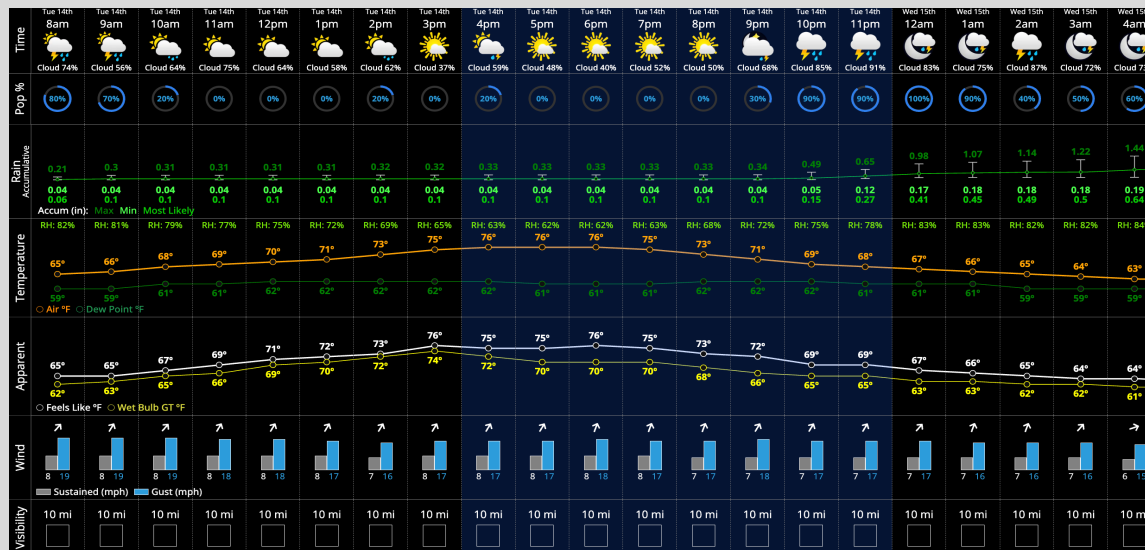 Time
Tue 14th Tue 14th Tue 14th Tue 14th Tue 14th Tue 14th Tue 14th Tue 14th Tue 14th Tue 14th Tue 14th Tue 14th Tue 14th Tue 14th Tue 14th Tue 14th Wed 15th Wed 15th Wed 15th Wed 15th Wed 15th
8am 9am 10am 11am 12pm 1pm 2pm 3pm 4pm 5pm 6pm 7pm 8pm 9pm 10pm 11pm 12am 1am 2am 3am 4am
Cloud 74% Cloud 56% Cloud 64% Cloud 75% Cloud 64% Cloud 58% Cloud 62% Cloud 37% Cloud 59% Cloud 48% Cloud 40% Cloud 52% Cloud 50% Cloud 68% Cloud 85% Cloud 91% Cloud 83% Cloud 75% Cloud 87% Cloud 72% Cloud
Pop %
80% 70% 20% 0% 0% 0% 20% 0% 20% 0% 0% 0% 0% 30% 90% 90% 100% 90% 40% 50% 60%
Rain
Accumulative
0.21 0.3 0.31 0.31 0.31 0.31 0.32 0.32 0.33 0.33 0.33 0.33 0.33 0.34 0.49 0.65 0.98 1.07 1.14 1.22 1.44
0.04 0.04 0.04 0.04 0.04 0.04 0.04 0.04 0.04 0.04 0.04 0.04 0.04 0.04 0.05 0.12 0.17 0.18 0.18 0.18 0.19
0.06 0.1 0.1 0.1 0.1 0.1 0.1 0.1 0.1 0.1 0.1 0.1 0.1 0.1 0.15 0.27 0.41 0.45 0.49 0.5 0.64
Accum (in): Max Min Most Likely
Temperature
RH: 82% RH: 81% RH: 79% RH: 77% RH: 75% RH: 72% RH: 69% RH: 65% RH: 63% RH: 62% RH: 62% RH: 63% RH: 68% RH: 72% RH: 75% RH: 78% RH: 83% RH: 83% RH: 82% RH: 82% RH: 84%
65° 66° 68° 69° 70° 71° 73° 75° 76° 76° 76° 75° 73° 71° 69° 68° 67° 66° 65° 64° 63°
59° 59° 61° 61° 62° 62° 62° 62° 62° 61° 61° 61° 62° 62° 62° 61° 61° 61° 59° 59° 59°
Air °F Dew Point °F
Apparent
65° 65° 67° 69° 71° 72° 73° 76° 75° 75° 76° 75° 73° 72° 69° 69° 67° 66° 65° 64° 64°
62° 63° 65° 66° 69° 70° 72° 74° 72° 70° 70° 70° 68° 66° 65° 65° 63° 63° 62° 62° 61°
Feels Like °F Wet Bulb GT °F
Wind
8 19 8 19 8 19 8 18 8 18 8 17 7 16 8 17 8 17 8 17 8 18 8 17 7 17 7 18 8 17 8 17 8 17 7 16 7 16 7 16 6 15
Sustained (mph) Gust (mph)
Visibility
10 mi 10 mi 10 mi 10 mi 10 mi 10 mi 10 mi 10 mi 10 mi 10 mi 10 mi 10 mi 10 mi 10 mi 10 mi 10 mi 10 mi 10 mi 10 mi 10 mi 10 mi